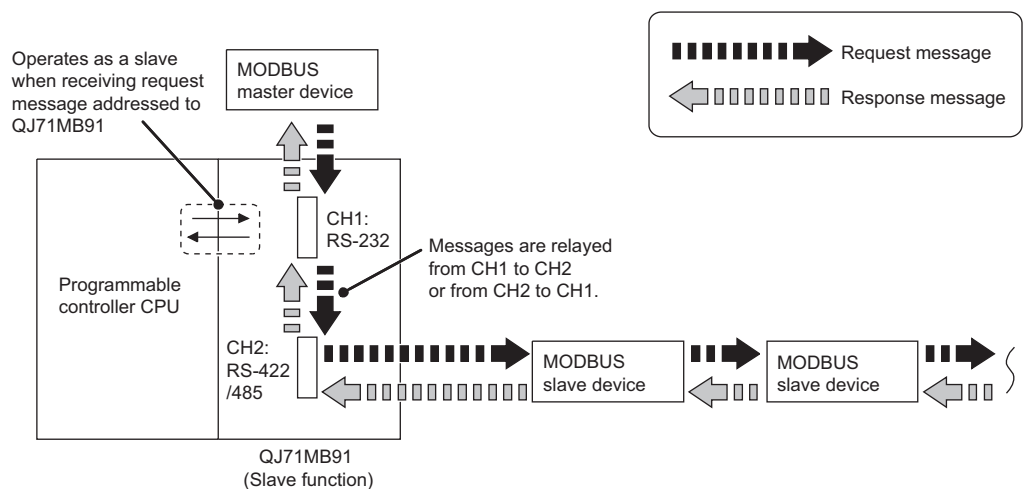 Operates as a slave
when receiving request
message addressed to
QJ71MB91
MODBUS
master device
Request message
Response message
CH1:
RS-232
Messages are relayed
from CH1 to CH2
or from CH2 to CH1.
Programmable
controller CPU
CH2:
RS-422
/485
MODBUS
slave device
MODBUS
slave device
QJ71MB91
(Slave function)